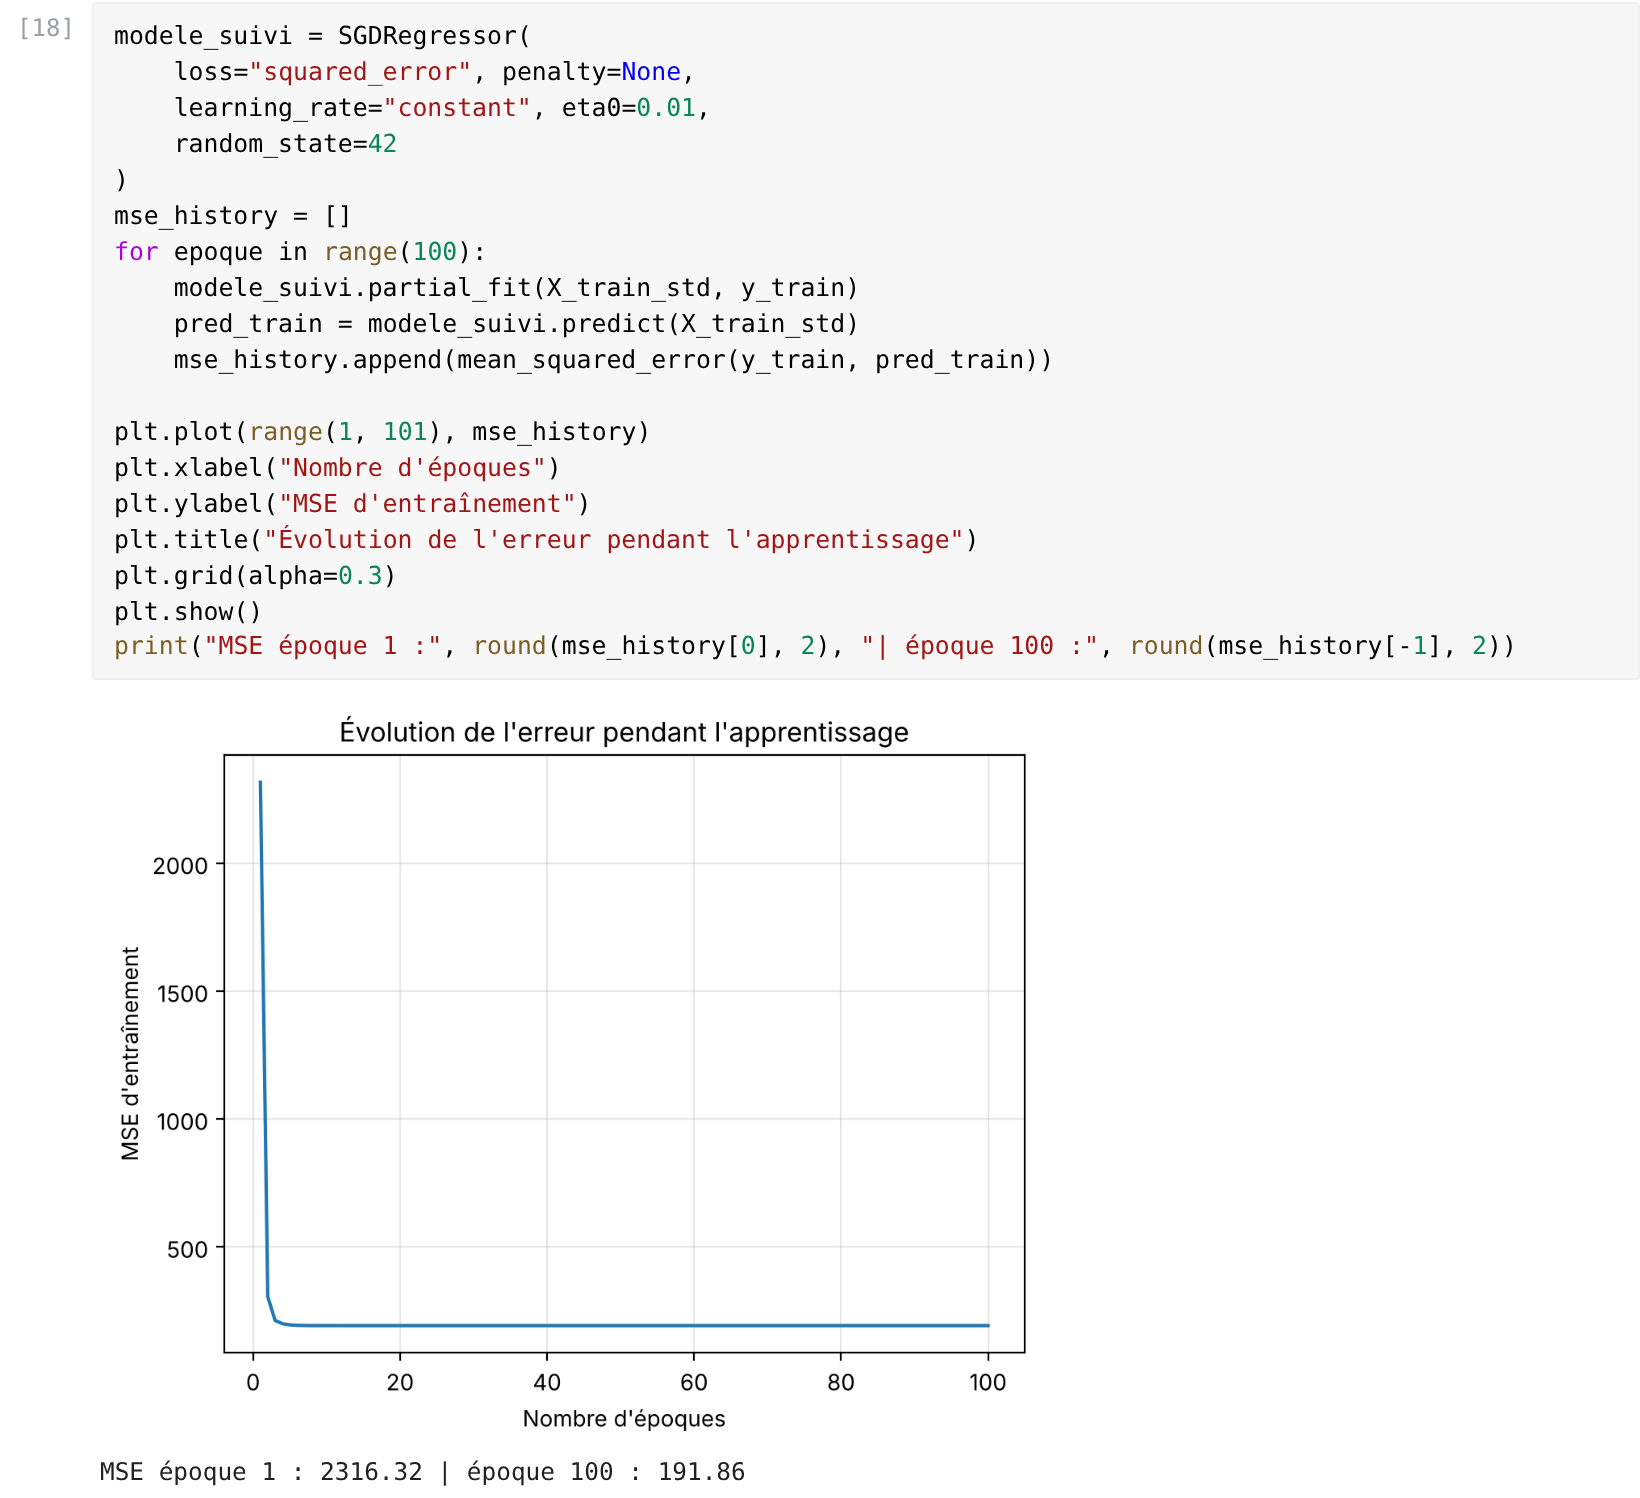 [18]
modele_suivi = SGDRegressor(
    loss="squared_error", penalty=None,
    learning_rate="constant", eta0=0.01,
    random_state=42
)
mse_history = []
for epoque in range(100):
    modele_suivi.partial_fit(X_train_std, y_train)
    pred_train = modele_suivi.predict(X_train_std)
    mse_history.append(mean_squared_error(y_train, pred_train))

plt.plot(range(1, 101), mse_history)
plt.xlabel("Nombre d'époques")
plt.ylabel("MSE d'entraînement")
plt.title("Évolution de l'erreur pendant l'apprentissage")
plt.grid(alpha=0.3)
plt.show()
print("MSE époque 1 :", round(mse_history[0], 2), "| époque 100 :", round(mse_history[-1], 2))
Évolution de l'erreur pendant l'apprentissage
2000
1500
1000
500
MSE d'entraînement
0 20 40 60 80 100
Nombre d'époques
MSE époque 1 : 2316.32 | époque 100 : 191.86